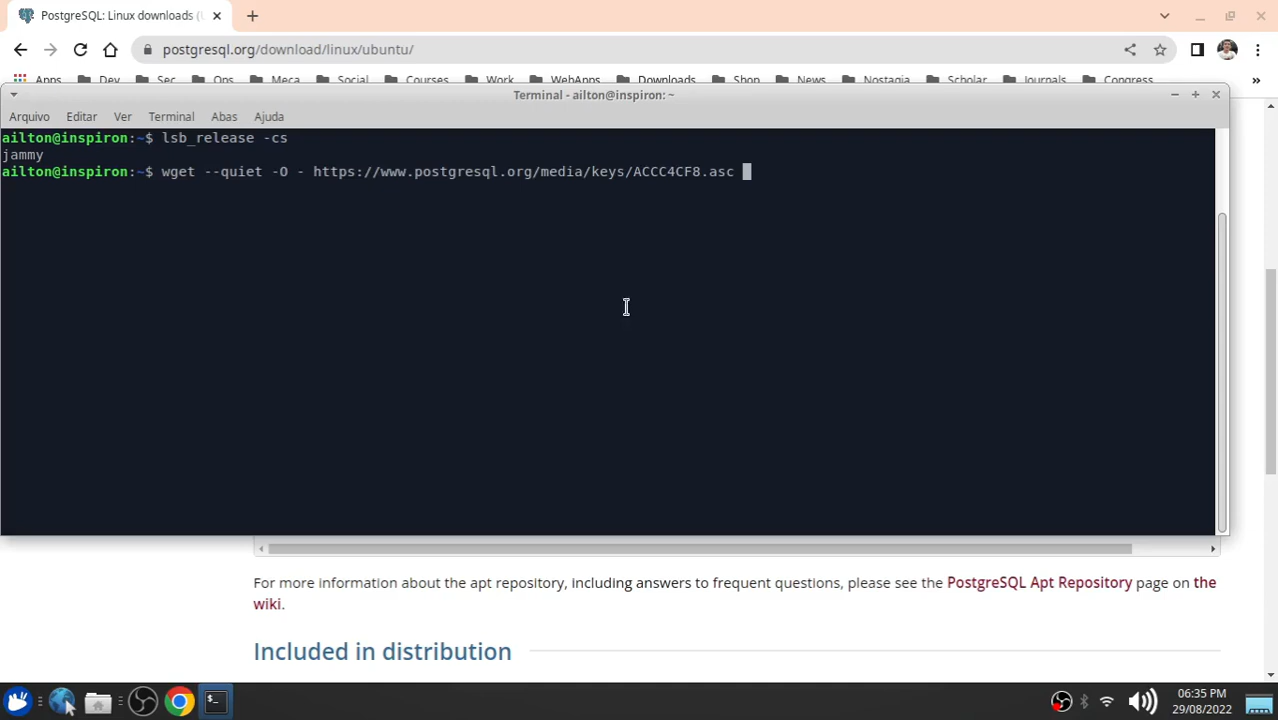 PostgreSQL: Linux downloads (
postgresql.org/download/linux/ubuntu/
Apps Dev Sec Ops Meca Social Courses Work WebApps Downloads Shop News Nostagia Scholar Journals Congress »
Terminal - ailton@inspiron: ~
Arquivo Editar Ver Terminal Abas Ajuda
ailton@inspiron:~$ lsb_release -cs
jammy
ailton@inspiron:~$ wget --quiet -O - https://www.postgresql.org/media/keys/ACCC4CF8.asc
For more information about the apt repository, including answers to frequent questions, please see the PostgreSQL Apt Repository page on the
wiki.
Included in distribution
06:35 PM
29/08/2022